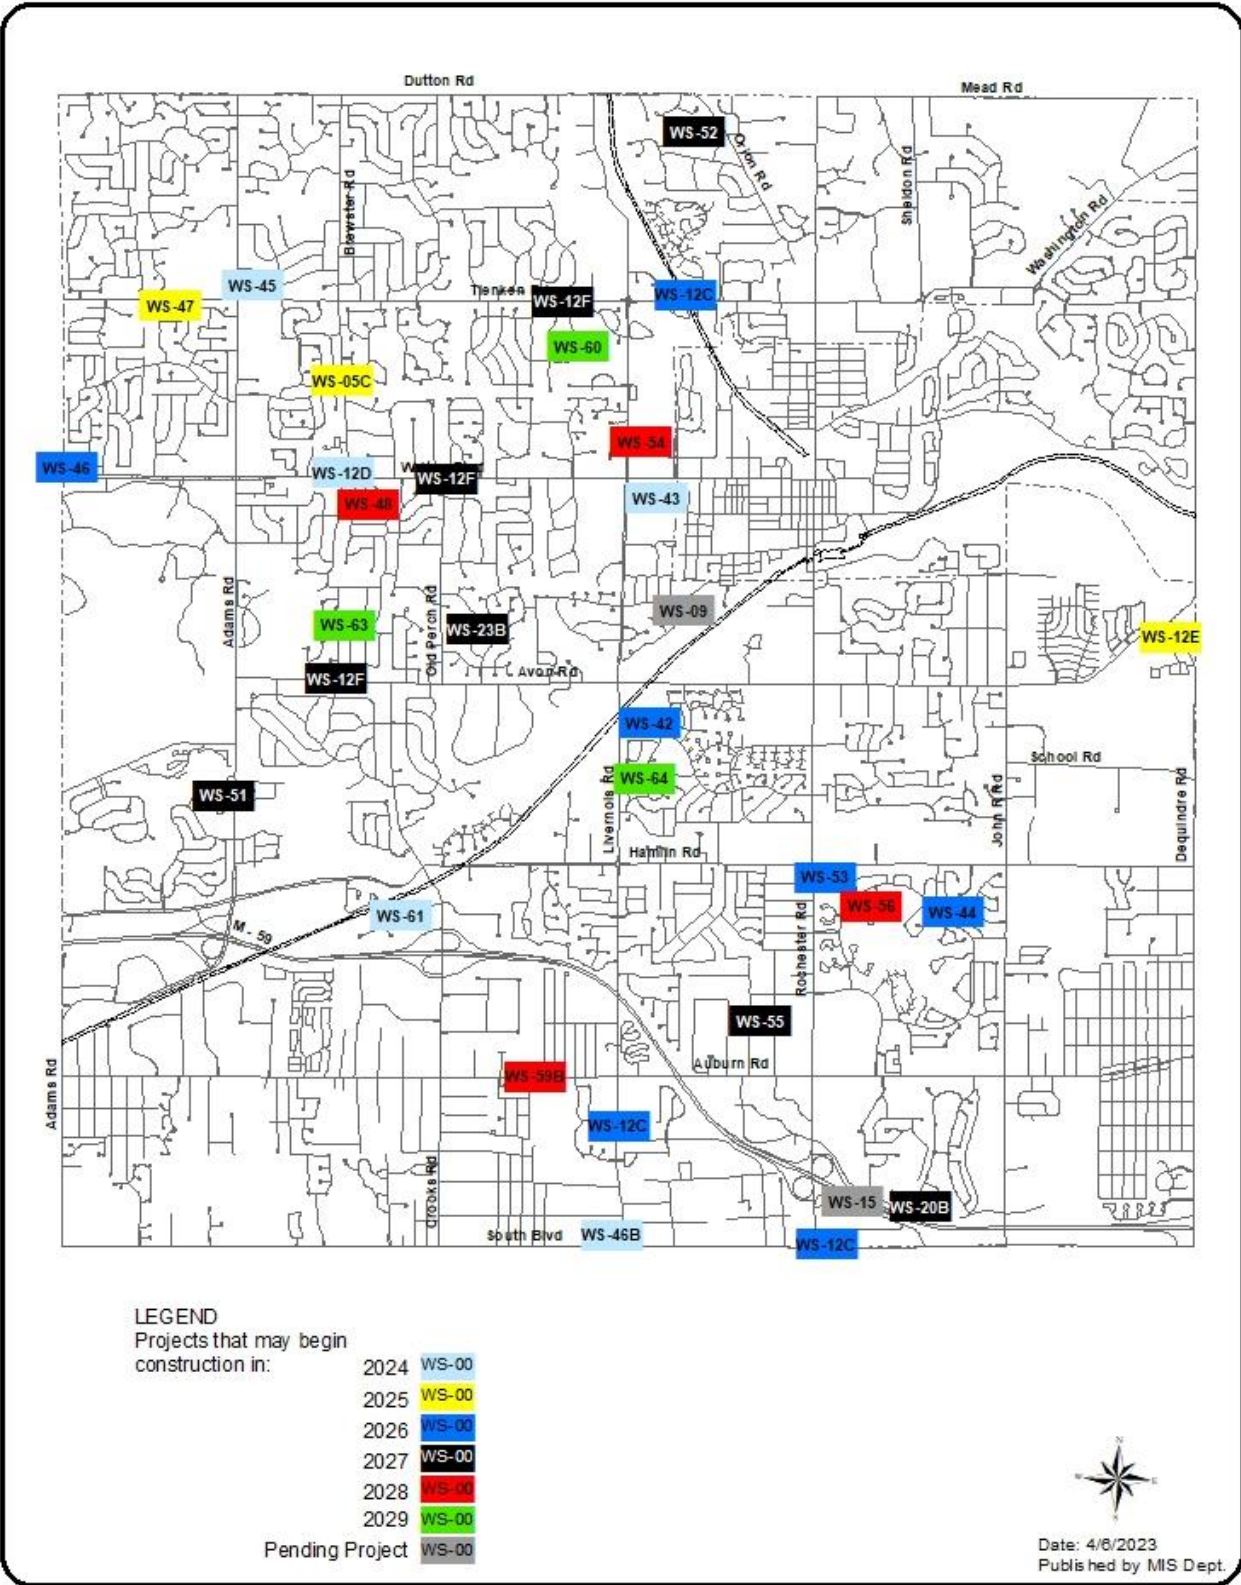 Dutton Rd
Mead Rd
WS-52
Orion Rd
Sheldon Rd
Brewster Rd
Washington Rd
WS-45
Tienken
WS-12F
WS-12C
WS-47
WS-60
WS-05C
WS-54
WS-46
WS-12D
WS-12F
WS-48
WS-43
Adams Rd
Old Perch Rd
WS-09
WS-63
WS-23B
WS-12E
WS-12F
Avon Rd
WS-42
School Rd
WS-64
WS-51
Livernois Rd
John R Rd
Dequindre Rd
Hamlin Rd
WS-53
WS-56
WS-44
WS-61
M - 59
Rochester Rd
WS-55
Auburn Rd
WS-59B
Adams Rd
WS-12C
Crooks Rd
WS-15
WS-20B
South Blvd
WS-46B
WS-12C
LEGEND
Projects that may begin
construction in:
2024 WS-00
2025 WS-00
2026 WS-00
2027 WS-00
2028 WS-00
2029 WS-00
Pending Project WS-00
N
W E
S
Date: 4/6/2023
Published by MIS Dept.